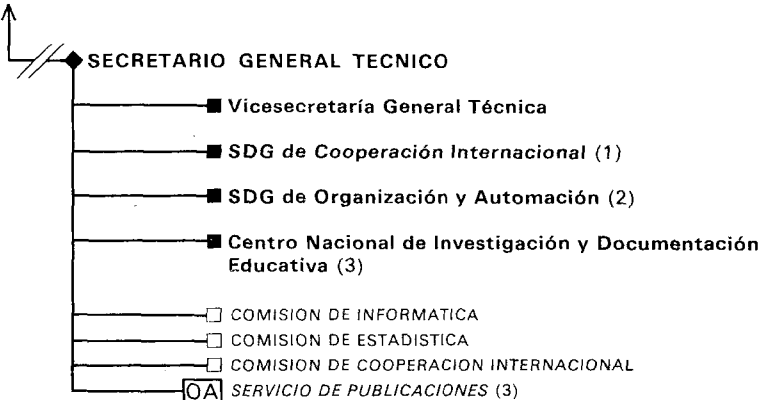 SECRETARIO GENERAL TECNICO
Vicesecretaría General Técnica
SDG de Cooperación Internacional (1)
SDG de Organización y Automación (2)
Centro Nacional de Investigación y Documentación
Educativa (3)
COMISION DE INFORMATICA
COMISION DE ESTADISTICA
COMISION DE COOPERACION INTERNACIONAL
OA SERVICIO DE PUBLICACIONES (3)